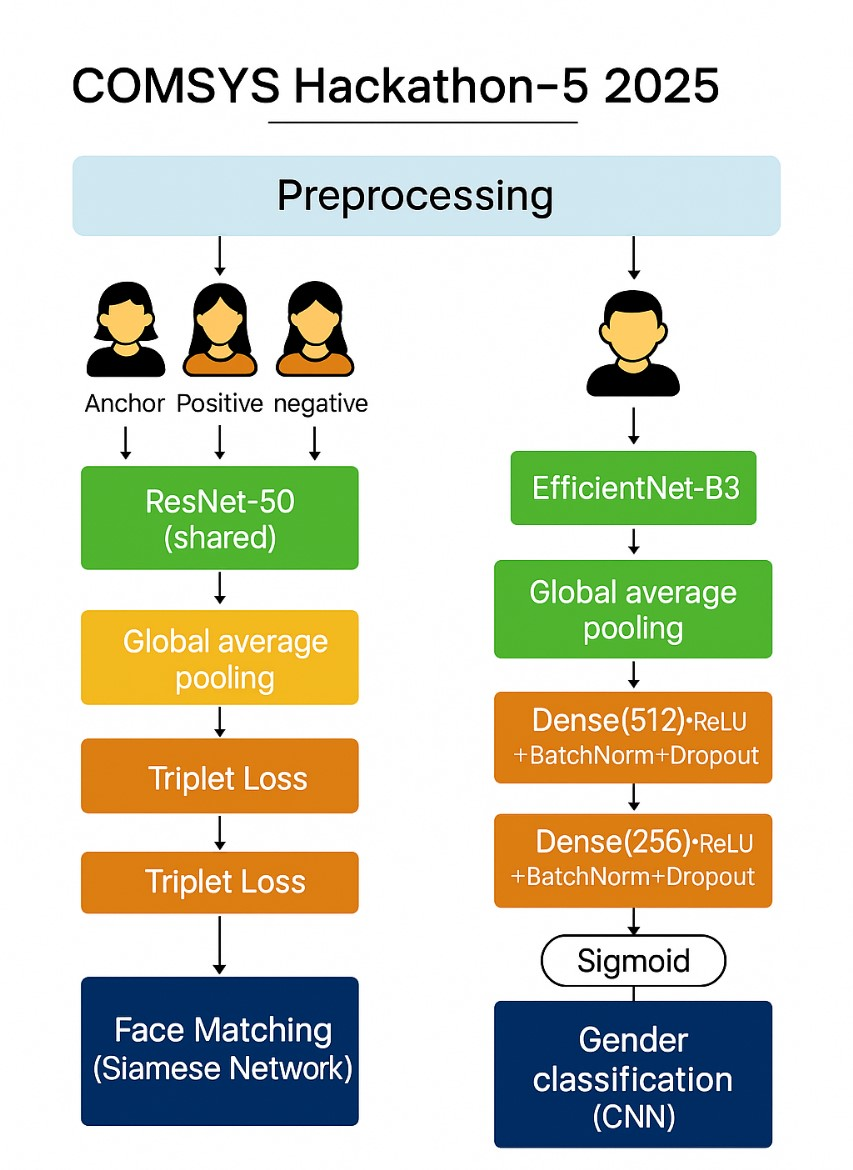 COMSYS Hackathon-5 2025
Preprocessing
Anchor Positive negative
ResNet-50
(shared)
Global average
pooling
Triplet Loss
Triplet Loss
Face Matching
(Siamese Network)
EfficientNet-B3
Global average
pooling
Dense(512)•ReLU
+BatchNorm+Dropout
Dense(256)•ReLU
+BatchNorm+Dropout
Sigmoid
Gender
classification
(CNN)